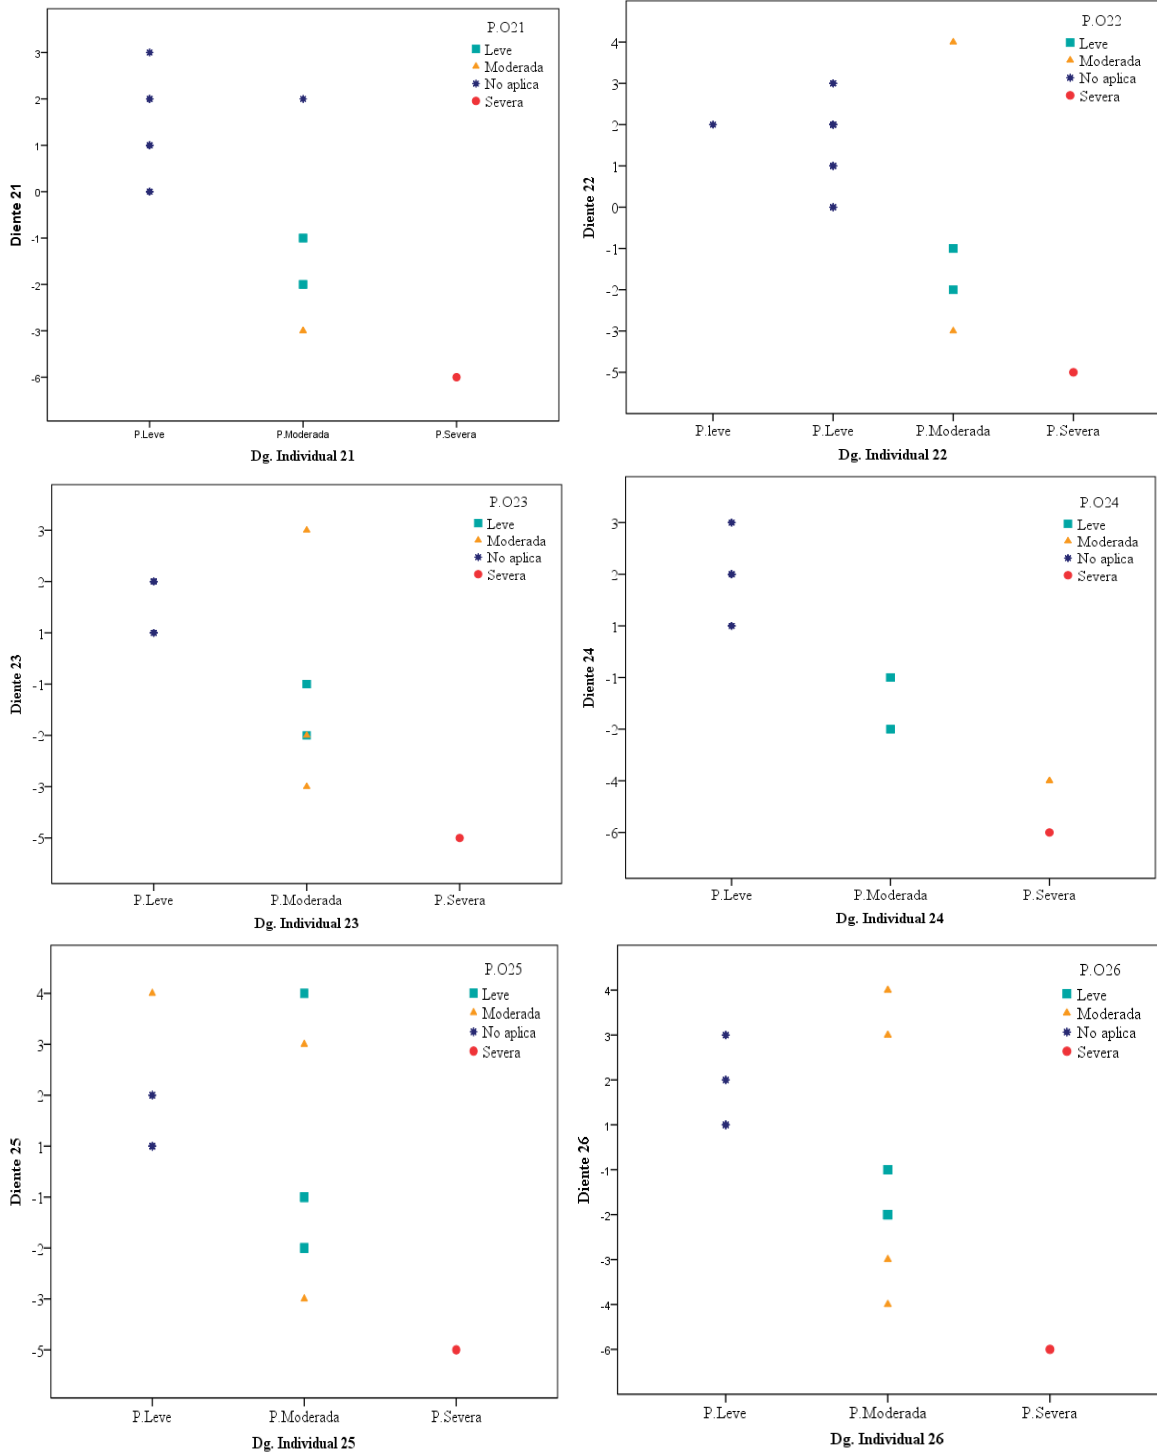 P.O21
Leve
Moderada
No aplica
Severa
3
2
1
0
-1
-2
-3
-6
Diente 21
P.Leve P.Moderada P.Severa
Dg. Individual 21
P.O22
Leve
Moderada
No aplica
Severa
4
3
2
1
0
-1
-2
-3
-5
Diente 22
P.leve P.Leve P.Moderada P.Severa
Dg. Individual 22
P.O23
Leve
Moderada
No aplica
Severa
3
2
1
-1
-2
-3
-5
Diente 23
P.Leve P.Moderada P.Severa
Dg. Individual 23
P.O24
Leve
Moderada
No aplica
Severa
3
2
1
-1
-2
-4
-6
Diente 24
P.Leve P.Moderada P.Severa
Dg. Individual 24
P.O25
Leve
Moderada
No aplica
Severa
4
3
2
1
-1
-2
-3
-5
Diente 25
P.Leve P.Moderada P.Severa
Dg. Individual 25
P.O26
Leve
Moderada
No aplica
Severa
4
3
2
1
-1
-2
-3
-4
-6
Diente 26
P.Leve P.Moderada P.Severa
Dg. Individual 26